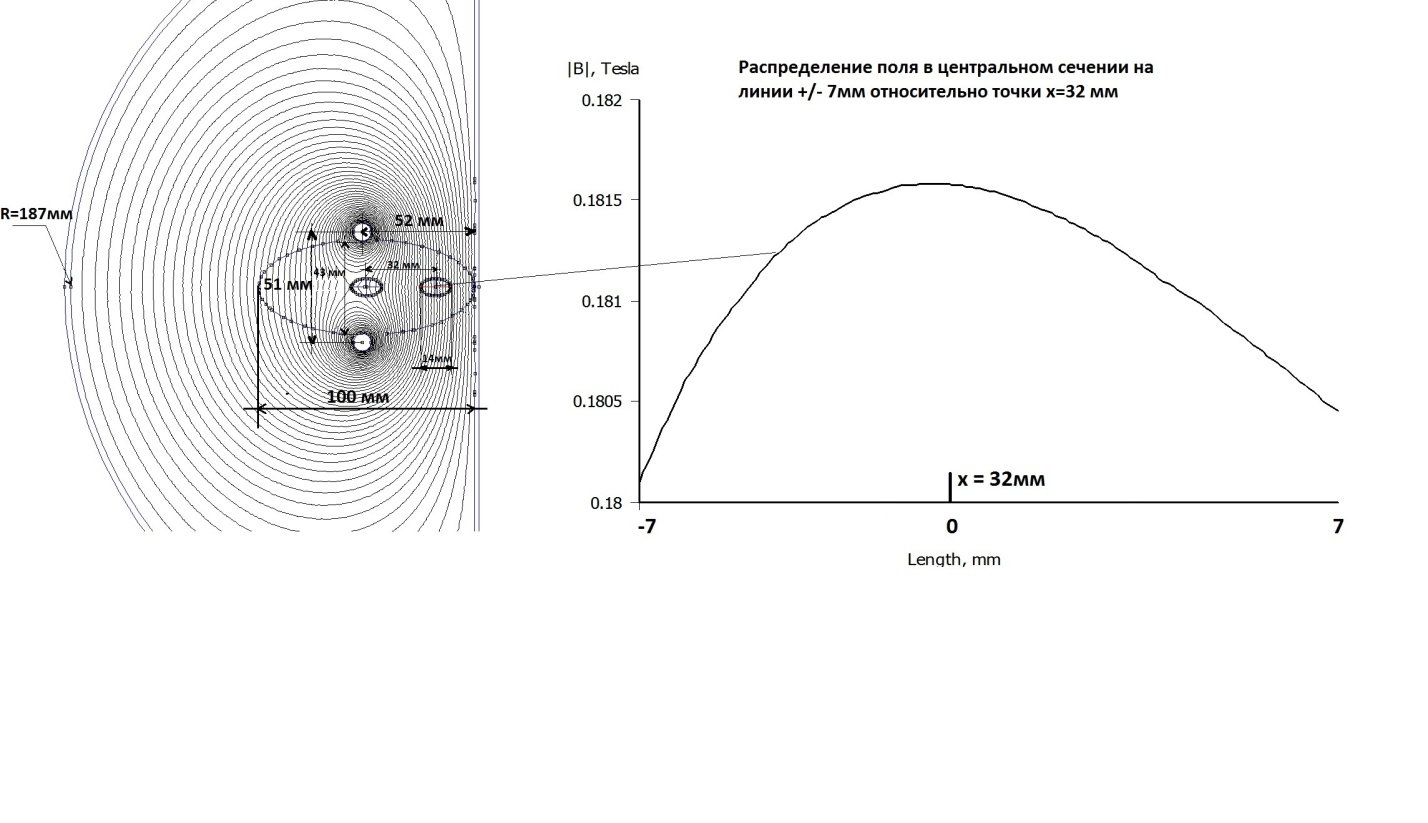 |B|, Tesla
Распределение поля в центральном сечении на
линии +/- 7мм относительно точки x=32 мм
0.182
0.1815
0.181
0.1805
0.18
x = 32мм
-7
0
7
Length, mm
R=187мм
52 мм
32 мм
43 мм
51 мм
14мм
100 мм